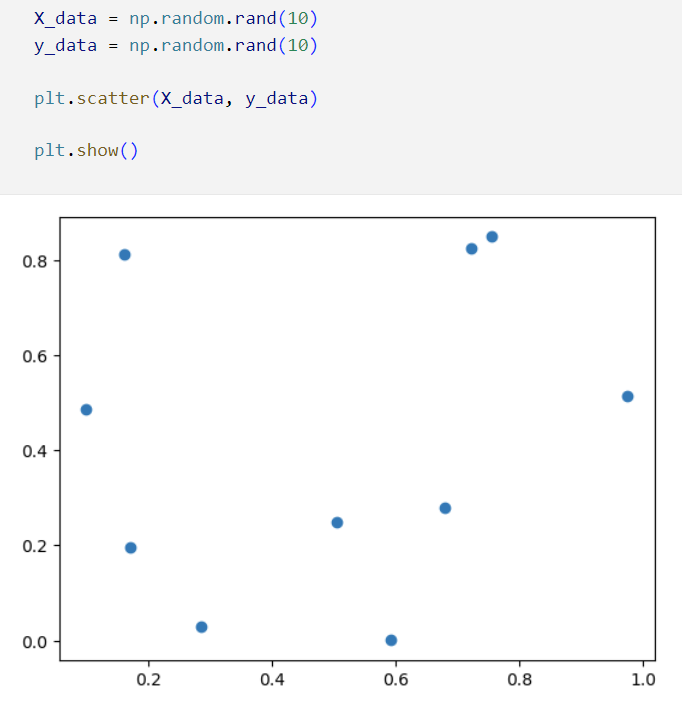 X_data = np.random.rand(10)
y_data = np.random.rand(10)
plt.scatter(X_data, y_data)
plt.show()
0.8
0.6
0.4
0.2
0.0
0.2 0.4 0.6 0.8 1.0